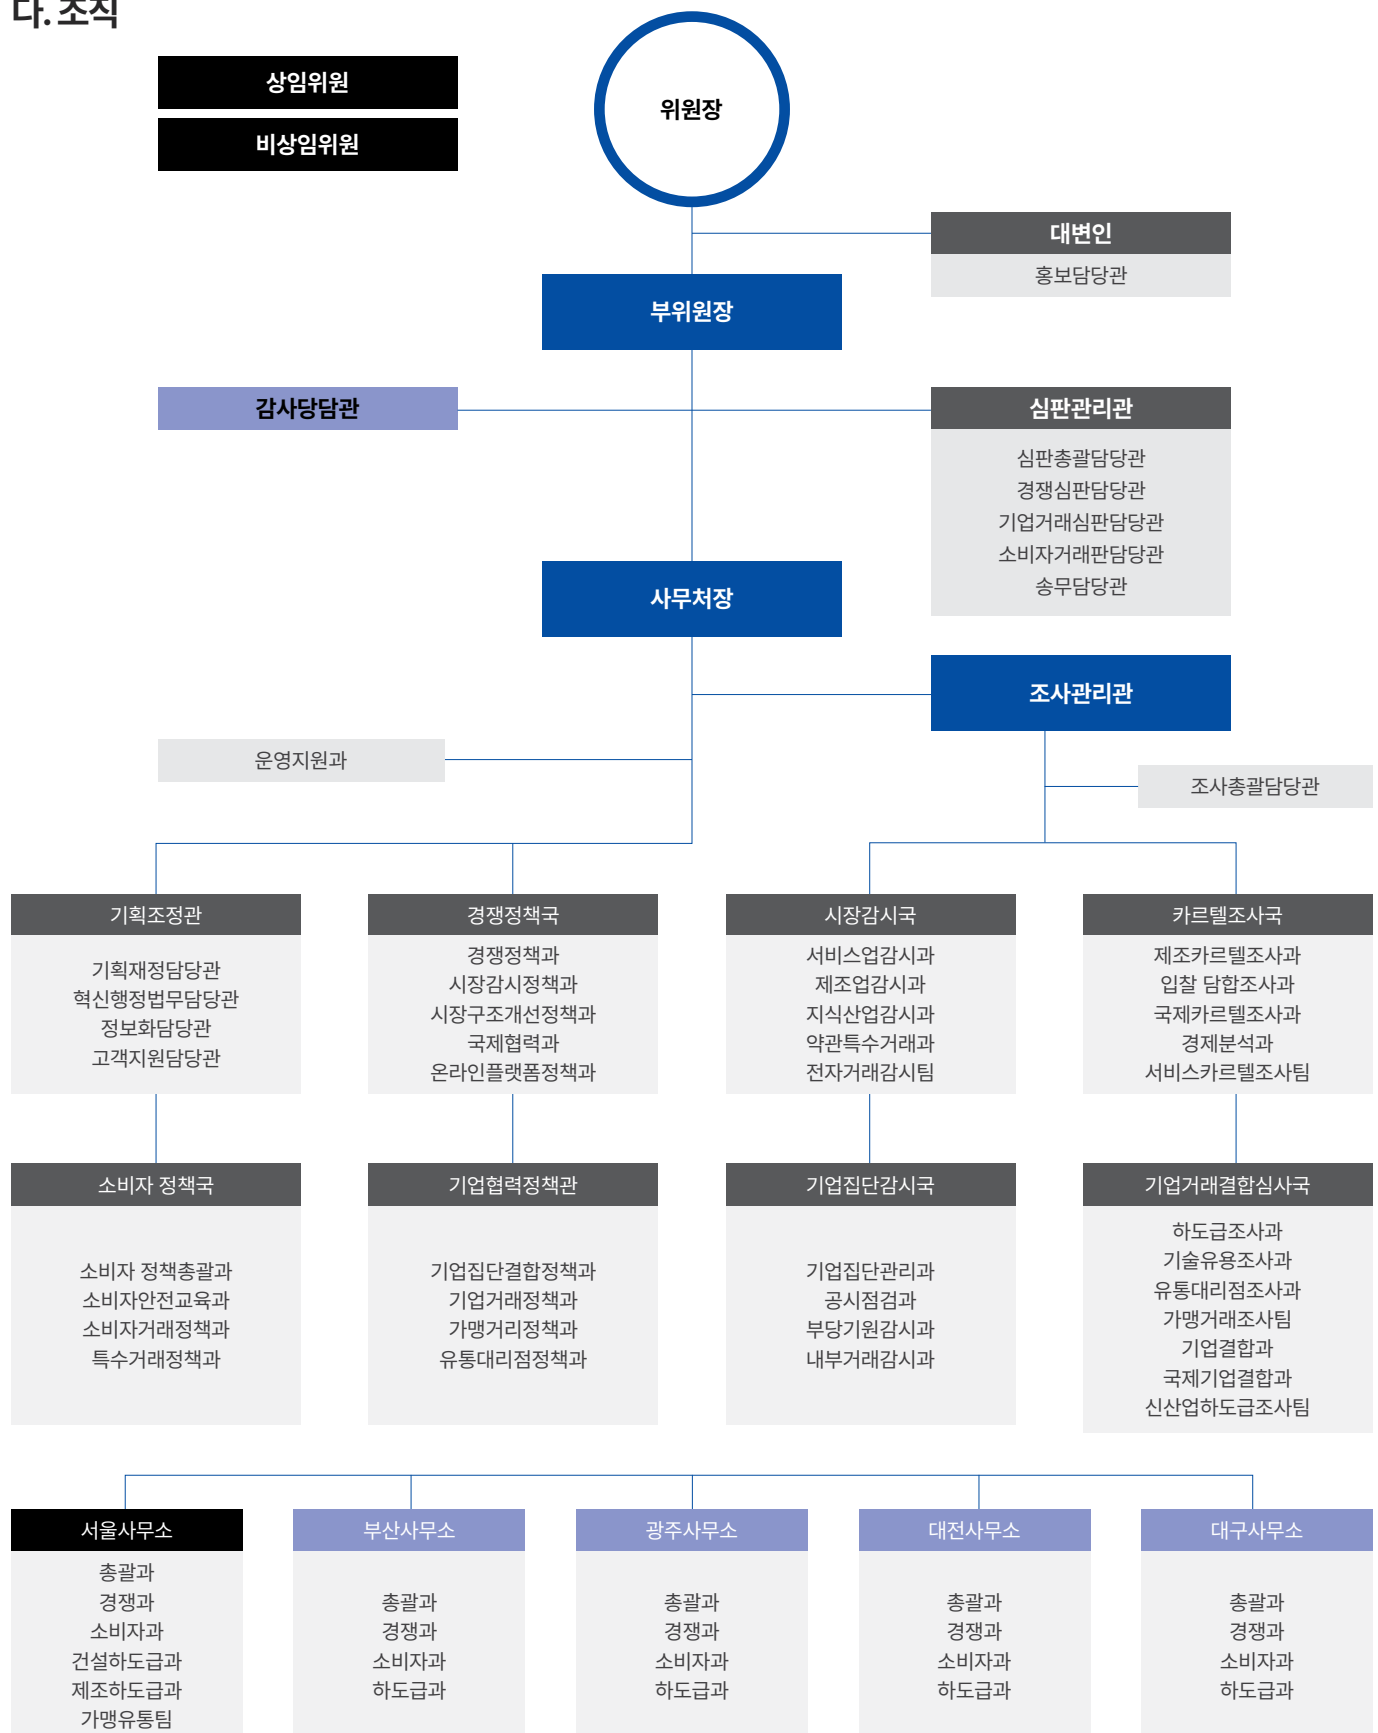 다. 조직
상임위원
비상임위원
위원장
대변인
홍보담당관
부위원장
감사당담관
심판관리관
심판총괄담당관
경쟁심판담당관
기업거래심판담당관
소비자거래판담당관
송무담당관
사무처장
조사관리관
운영지원과
조사총괄담당관
기획조정관
기획재정담당관
혁신행정법무담당관
정보화담당관
고객지원담당관
경쟁정책국
경쟁정책과
시장감시정책과
시장구조개선정책과
국제협력과
온라인플랫폼정책과
시장감시국
서비스업감시과
제조업감시과
지식산업감시과
약관특수거래과
전자거래감시팀
카르텔조사국
제조카르텔조사과
입찰 담합조사과
국제카르텔조사과
경제분석과
서비스카르텔조사팀
소비자 정책국
소비자 정책총괄과
소비자안전교육과
소비자거래정책과
특수거래정책과
기업협력정책관
기업집단결합정책과
기업거래정책과
가맹거리정책과
유통대리점정책과
기업집단감시국
기업집단관리과
공시점검과
부당기원감시과
내부거래감시과
기업거래결합심사국
하도급조사과
기술유용조사과
유통대리점조사과
가맹거래조사팀
기업결합과
국제기업결합과
신산업하도급조사팀
서울사무소
총괄과
경쟁과
소비자과
건설하도급과
제조하도급과
가맹유통팀
부산사무소
총괄과
경쟁과
소비자과
하도급과
광주사무소
총괄과
경쟁과
소비자과
하도급과
대전사무소
총괄과
경쟁과
소비자과
하도급과
대구사무소
총괄과
경쟁과
소비자과
하도급과